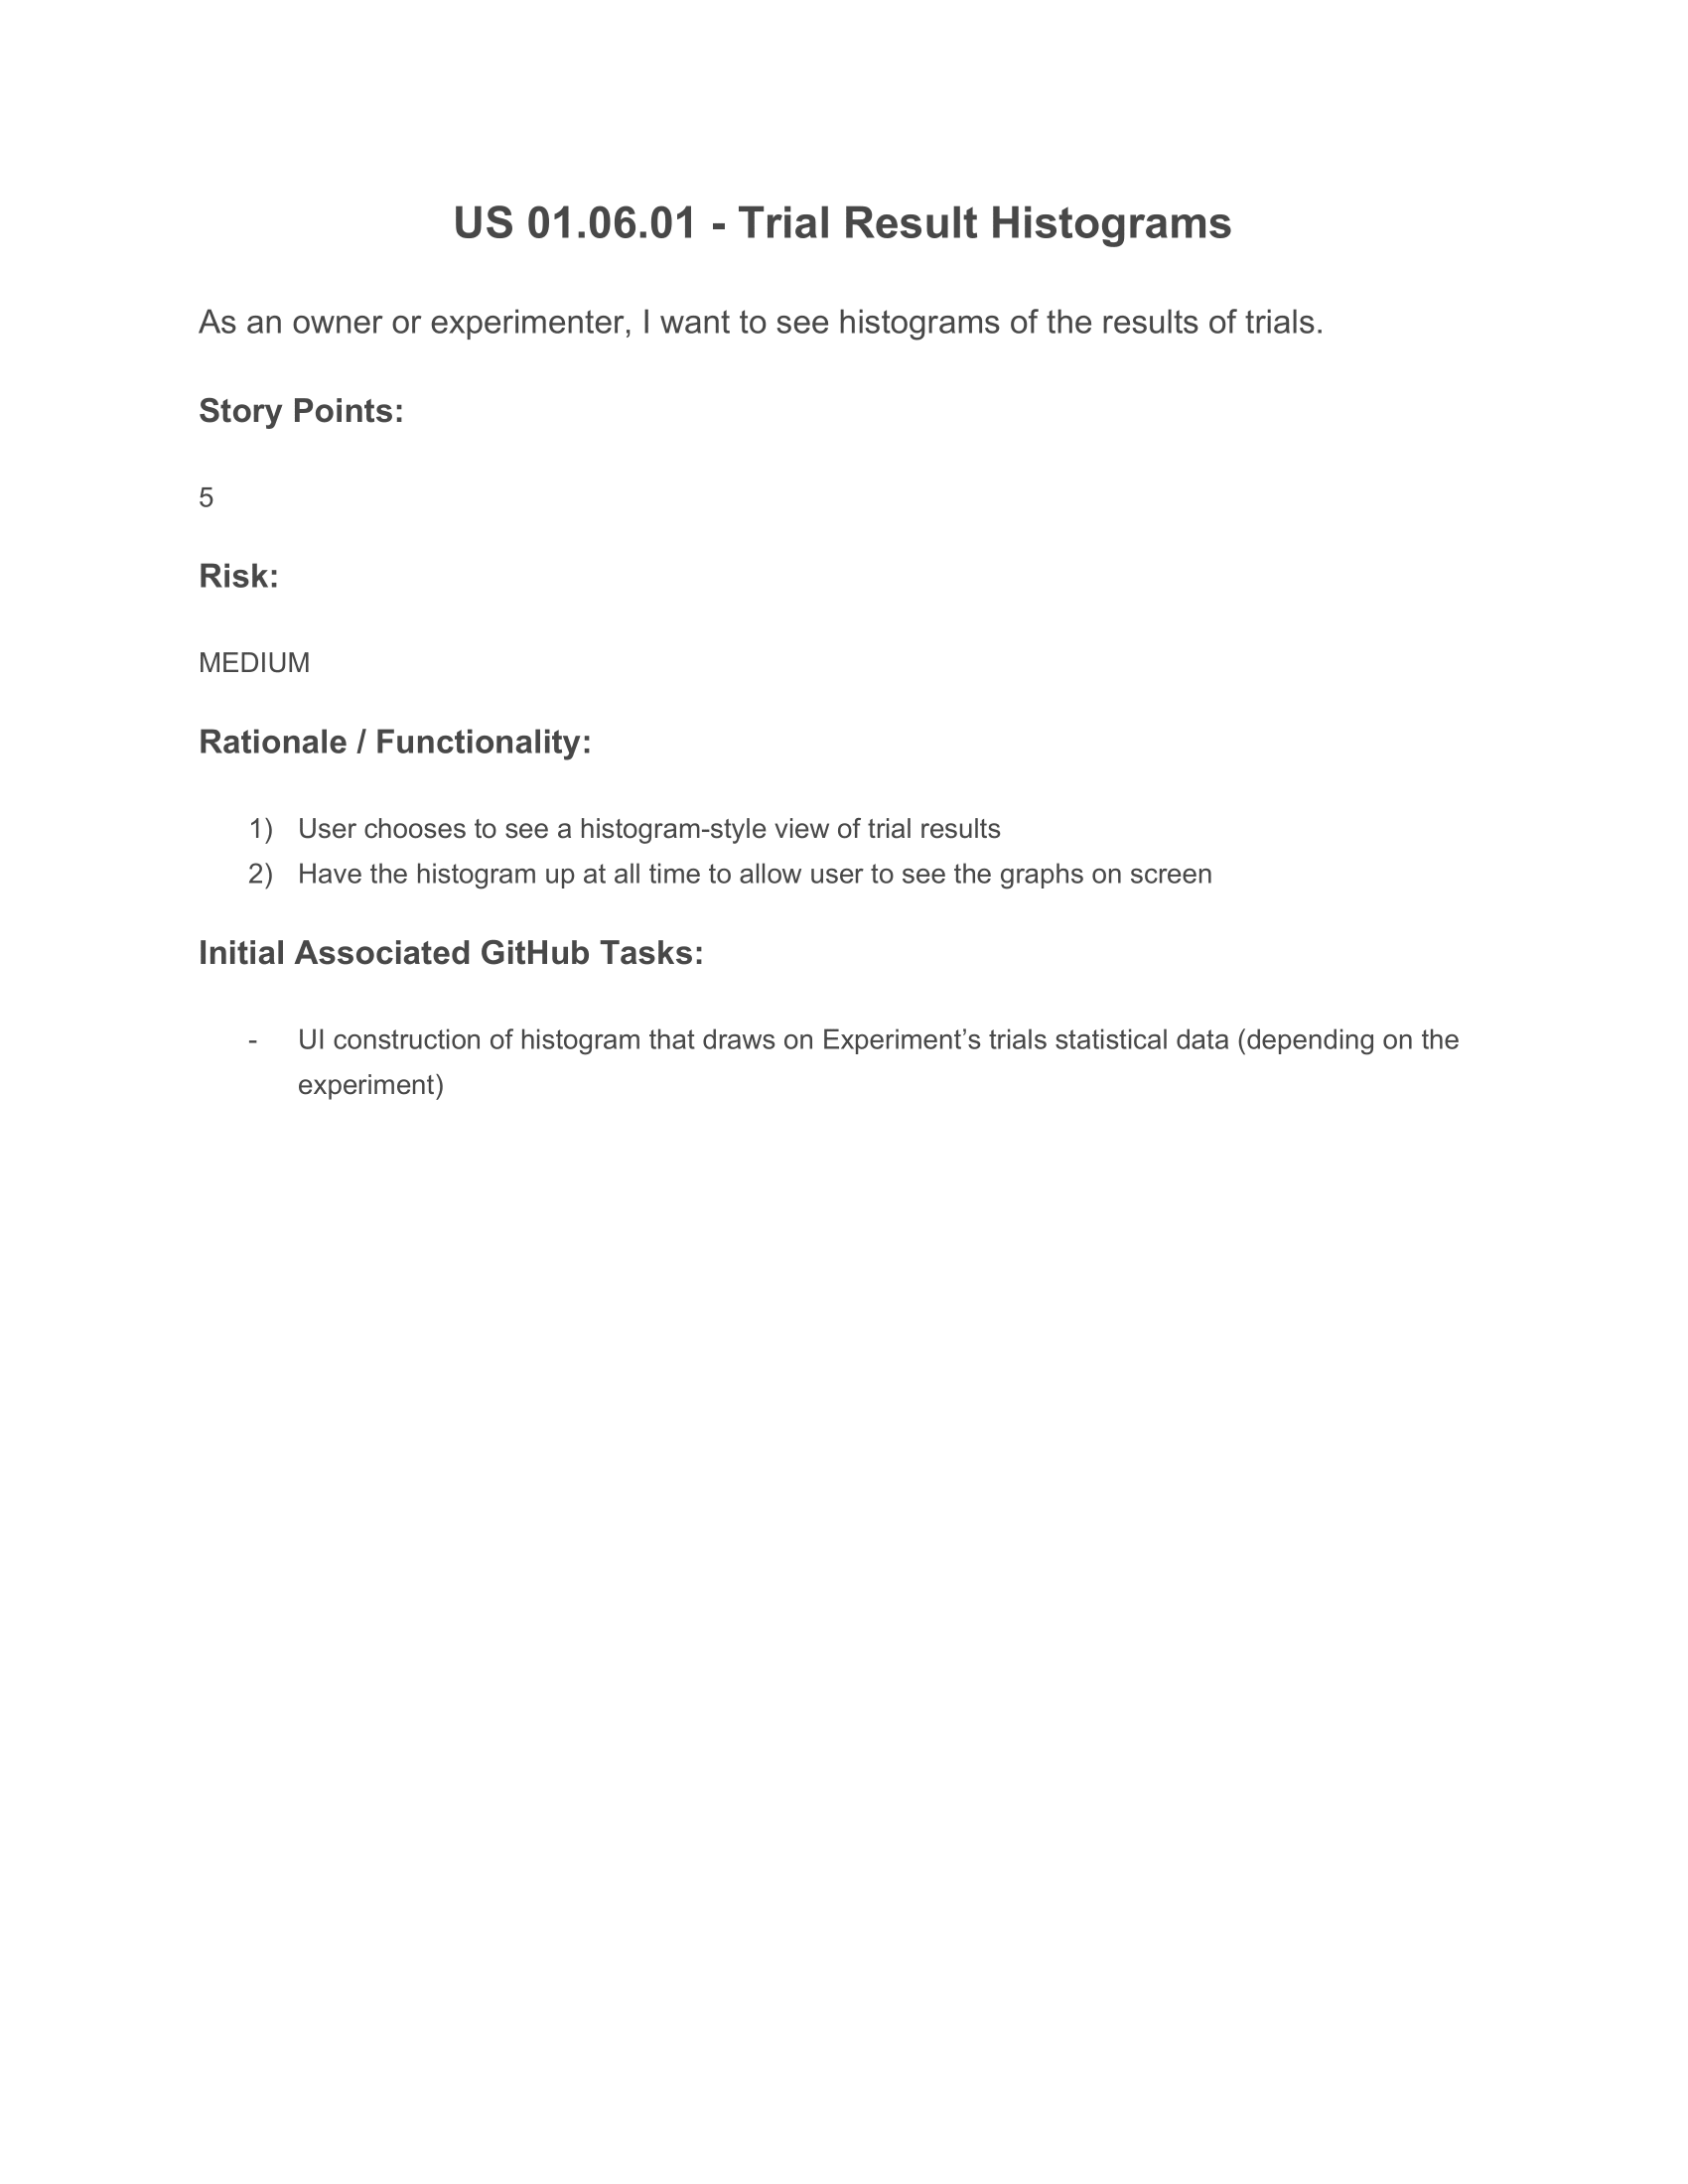 US 01.06.01 - Trial Result Histograms
As an owner or experimenter, I want to see histograms of the results of trials.
Story Points:
5
Risk:
MEDIUM
Rationale / Functionality:
1) User chooses to see a histogram-style view of trial results
2) Have the histogram up at all time to allow user to see the graphs on screen
Initial Associated GitHub Tasks:
- UI construction of histogram that draws on Experiment’s trials statistical data (depending on the
experiment)